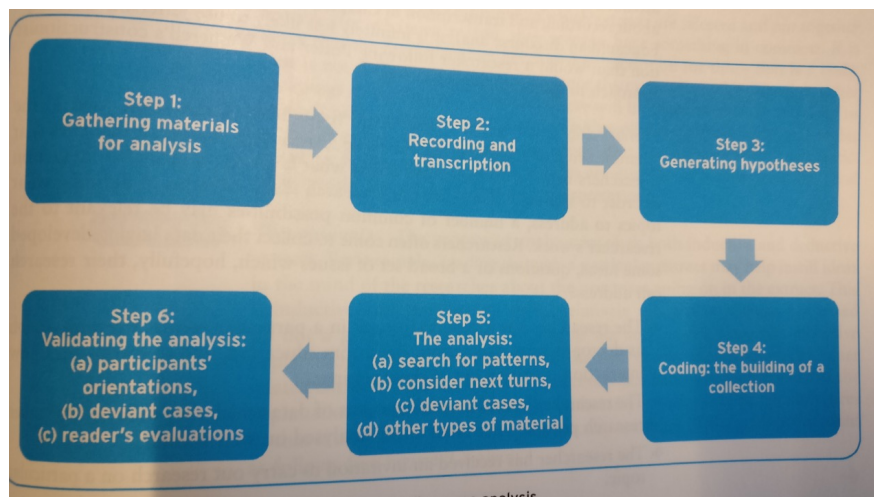 Step 1:
Gathering materials
for analysis
Step 2:
Recording and
transcription
Step 3:
Generating hypotheses
Step 4:
Coding: the building of a
collection
Step 5:
The analysis:
(a) search for patterns,
(b) consider next turns,
(c) deviant cases,
(d) other types of material
Step 6:
Validating the analysis:
(a) participants'
orientations,
(b) deviant cases,
(c) reader's evaluations
analysis